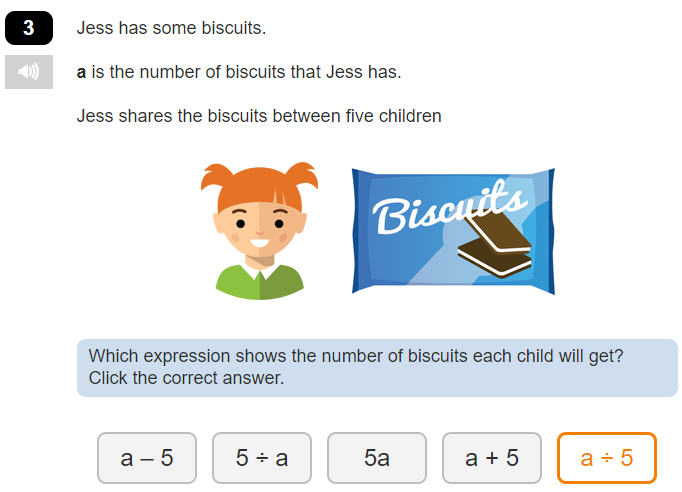 3
Jess has some biscuits.
a is the number of biscuits that Jess has.
Jess shares the biscuits between five children
Biscuits
Which expression shows the number of biscuits each child will get?
Click the correct answer.
a – 5
5 ÷ a
5a
a + 5
a ÷ 5